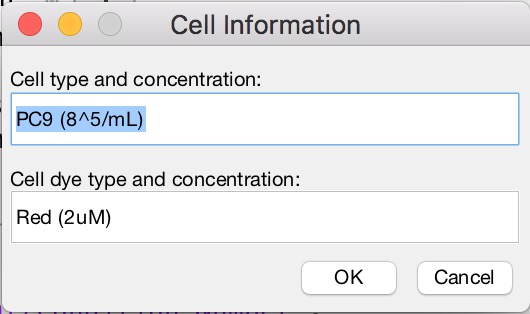 Cell Information
Cell type and concentration:
PC9 (8^5/mL)
Cell dye type and concentration:
Red (2uM)
OK Cancel